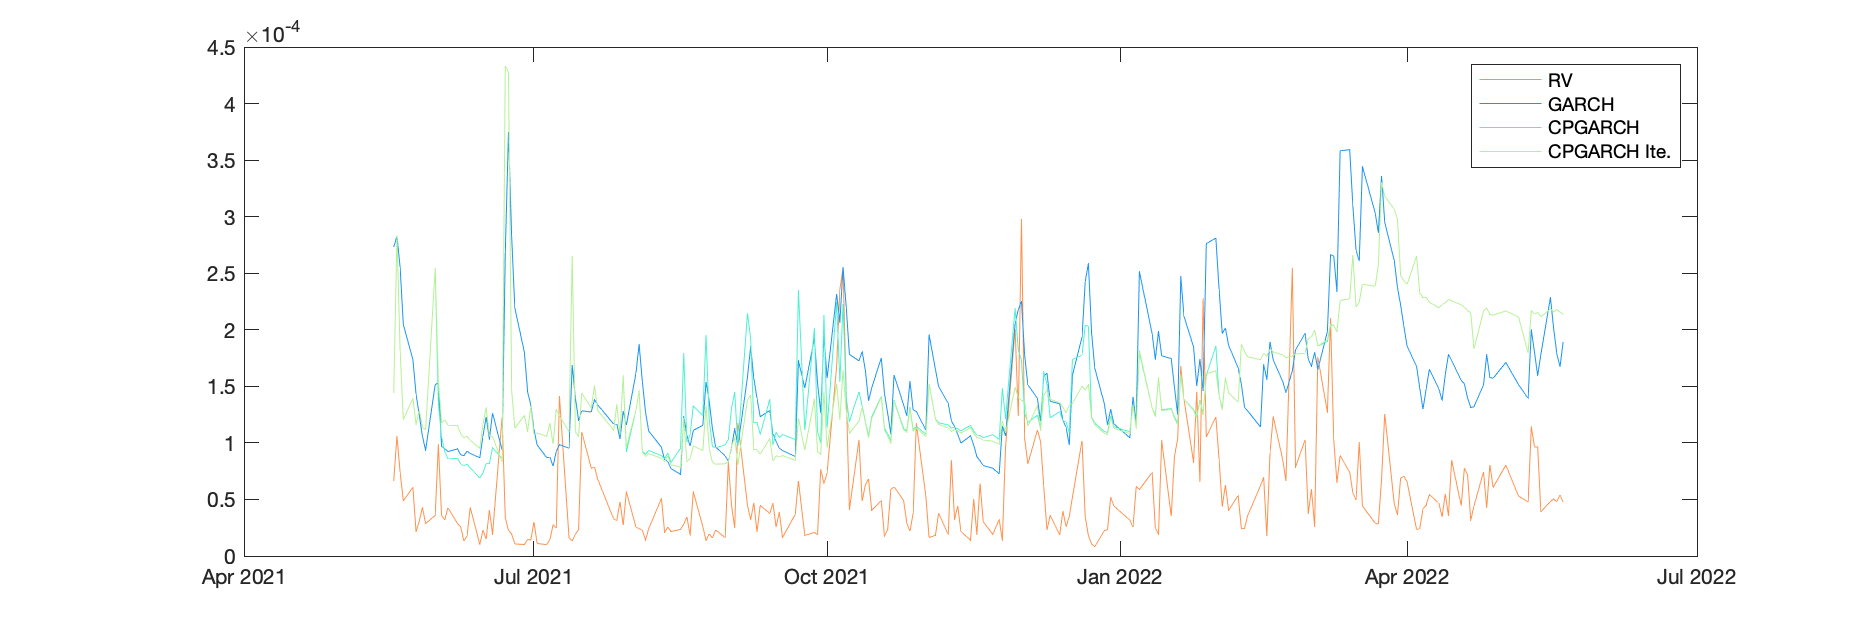 ×10-4
4.5
4
3.5
3
2.5
2
1.5
1
0.5
0
Apr 2021
Jul 2021
Oct 2021
Jan 2022
Apr 2022
Jul 2022
RV
GARCH
CPGARCH
CPGARCH Ite.